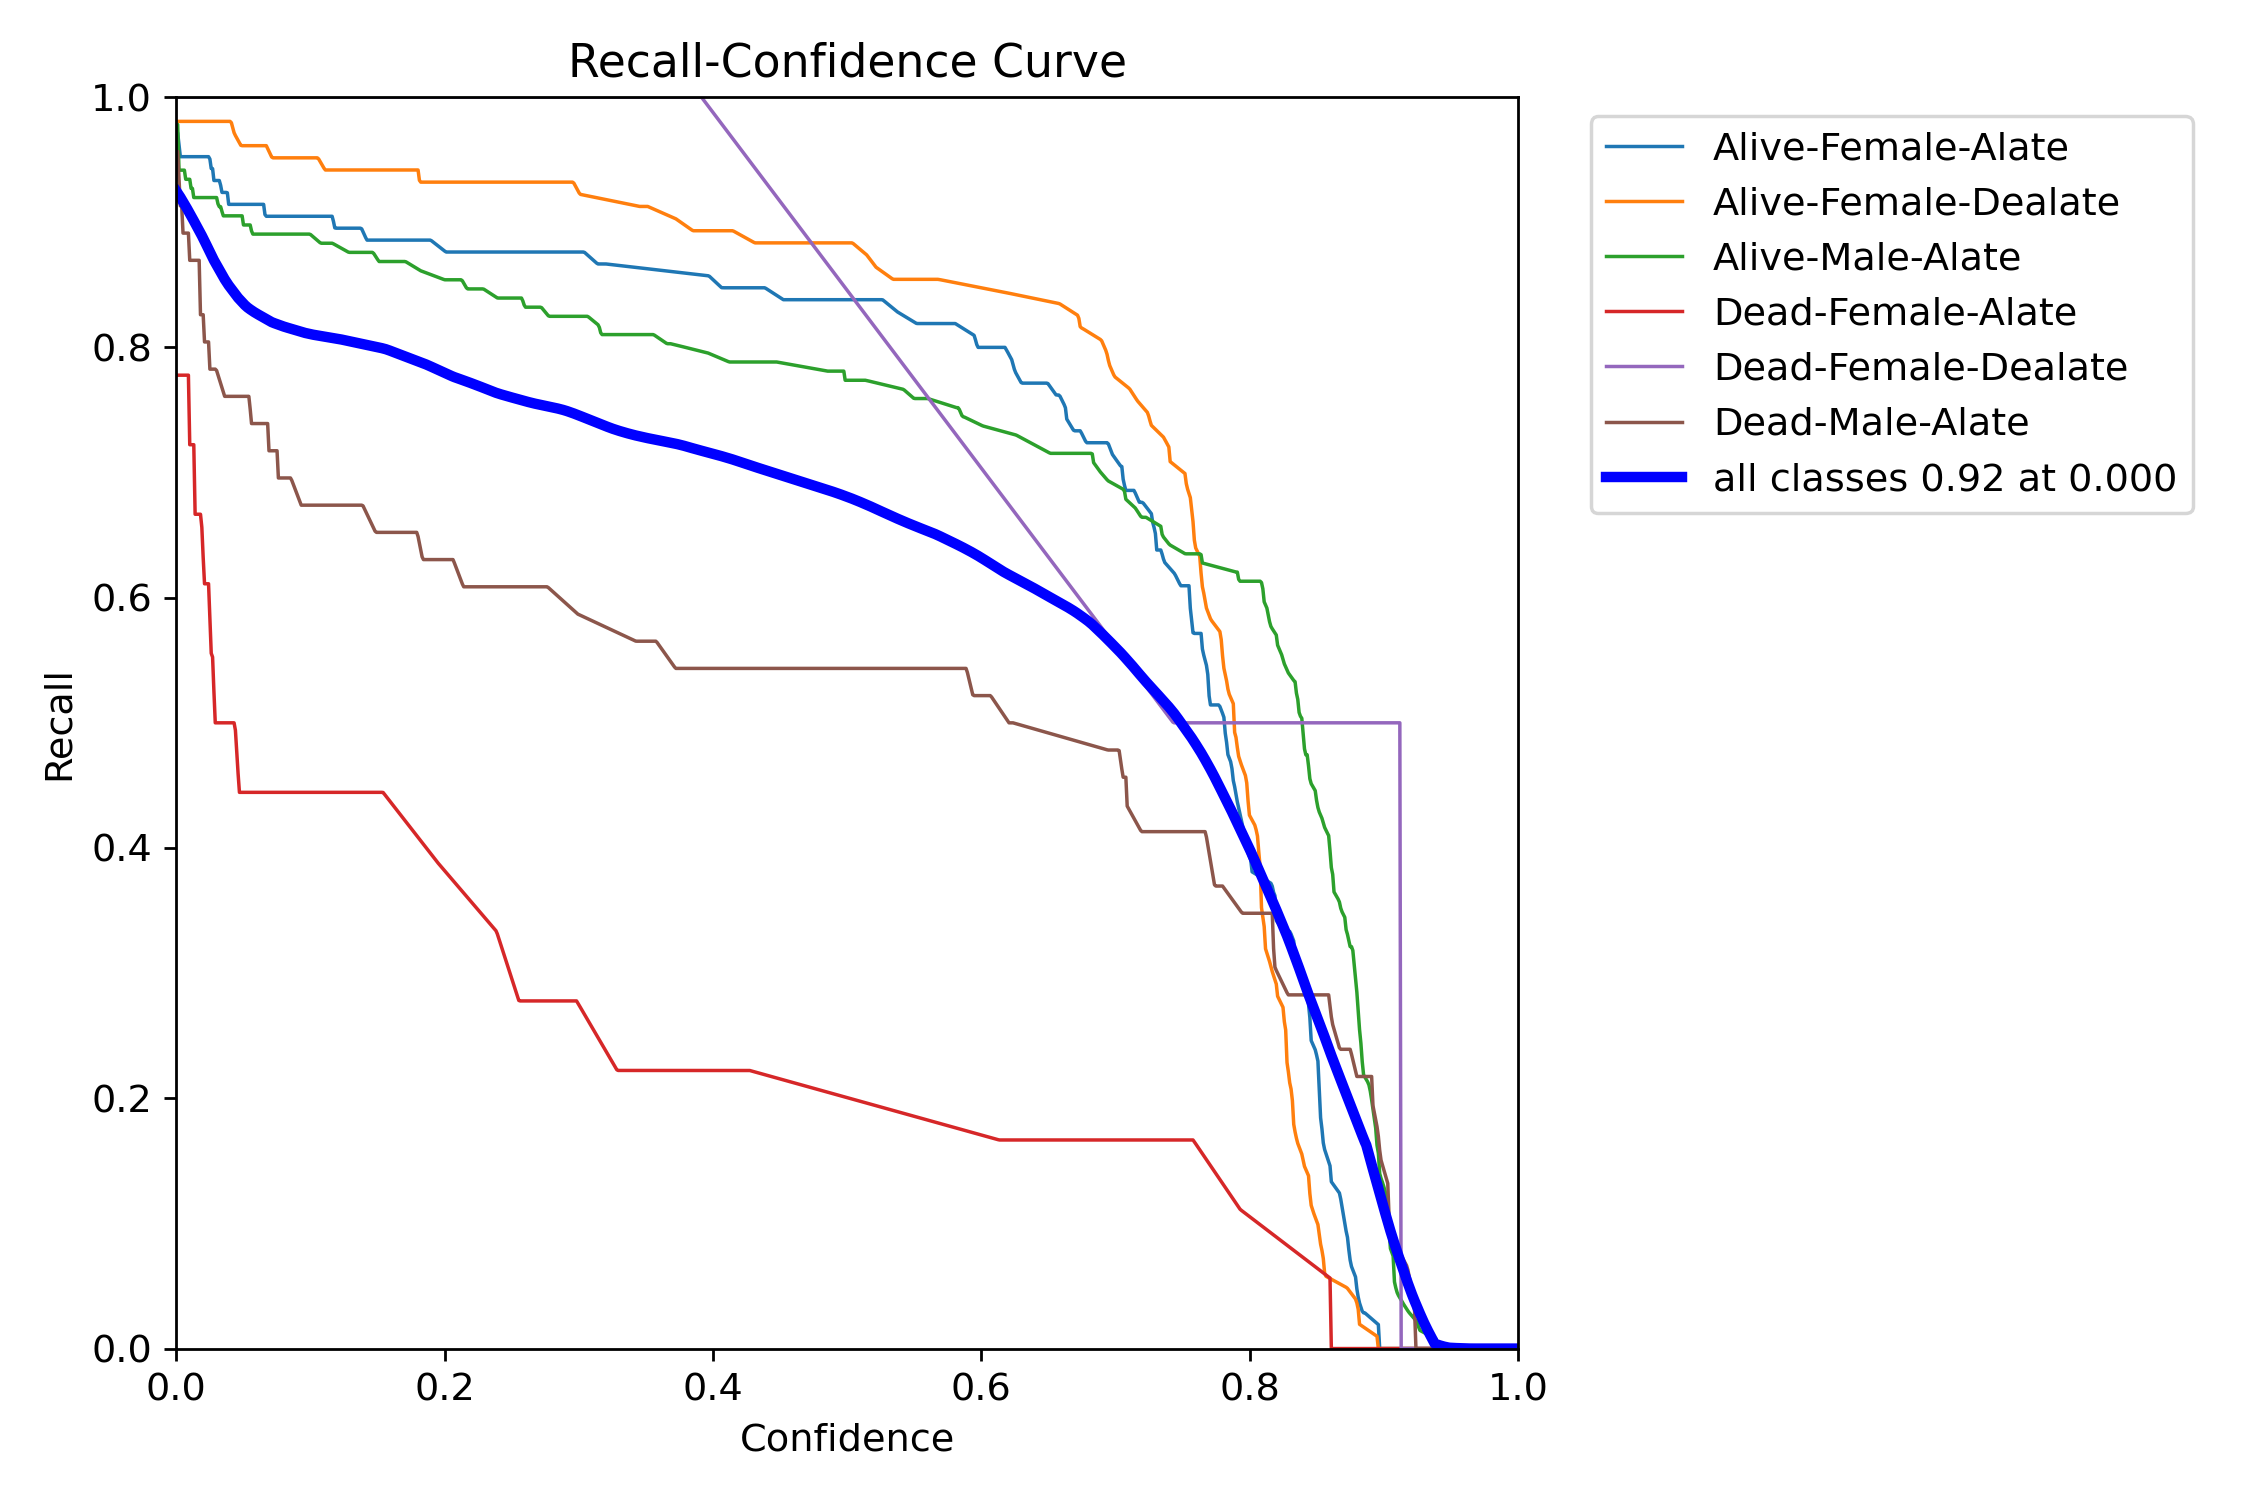 Recall-Confidence Curve
1.0
0.8
0.6
0.4
0.2
0.0
Recall
0.0 0.2 0.4 0.6 0.8 1.0
Confidence
Alive-Female-Alate
Alive-Female-Dealate
Alive-Male-Alate
Dead-Female-Alate
Dead-Female-Dealate
Dead-Male-Alate
all classes 0.92 at 0.000